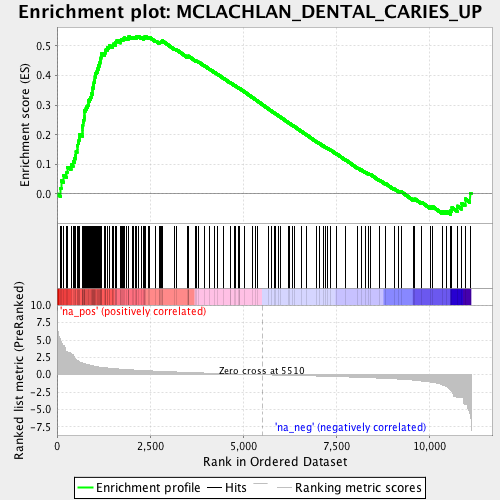 Enrichment plot: MCLACHLAN_DENTAL_CARIES_UP
Enrichment score (ES)
0.5
0.4
0.3
0.2
0.1
0.0
'na_pos' (positively correlated)
Ranked list metric (PreRanked)
10.0
7.5
5.0
2.5
0.0
-2.5
-5.0
-7.5
Zero cross at 5510
'na_neg' (negatively correlated)
0 2,500 5,000 7,500 10,000
Rank in Ordered Dataset
Enrichment profile Hits Ranking metric scores